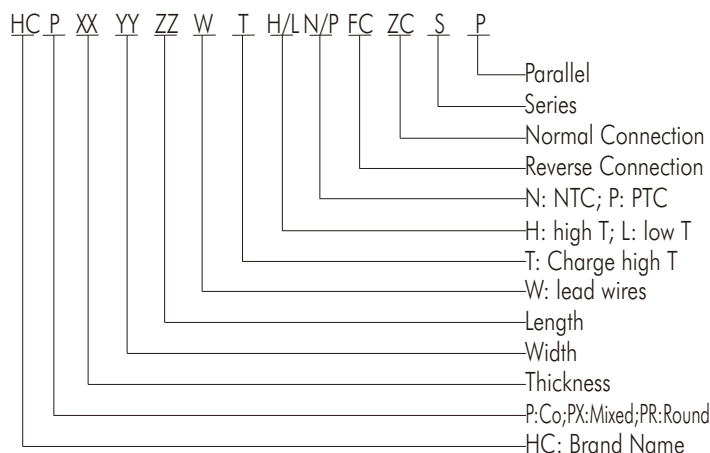 HC P XX YY ZZ W T H/L N/P FC ZC S P
Parallel
Series
Normal Connection
Reverse Connection
N: NTC; P: PTC
H: high T; L: low T
T: Charge high T
W: lead wires
Length
Width
Thickness
P:Co;PX:Mixed;PR:Round
HC: Brand Name